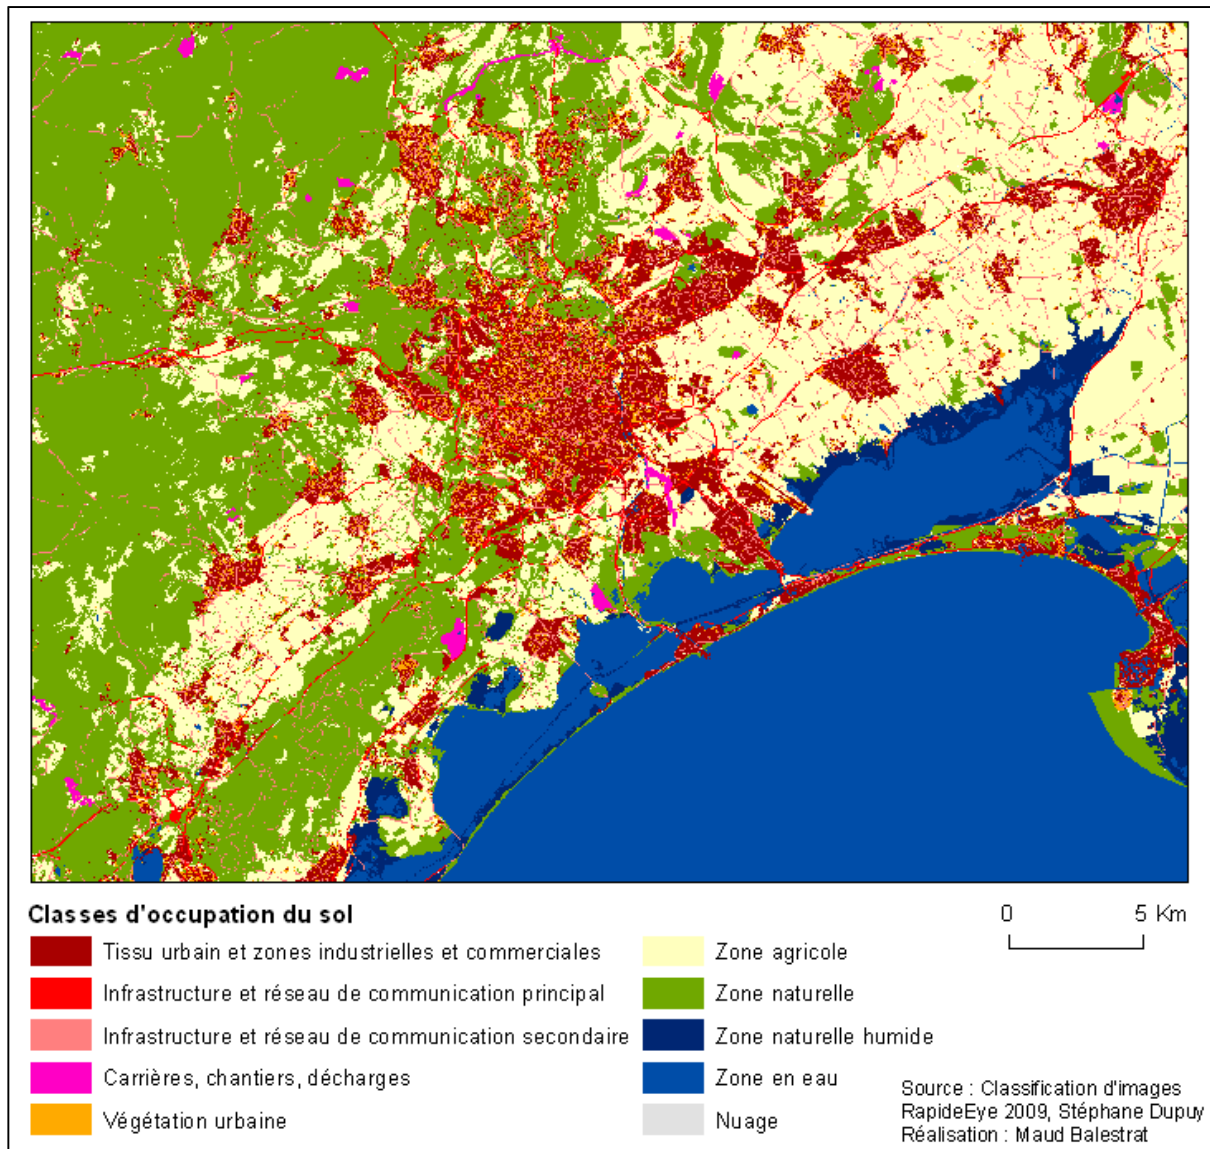 Classes d'occupation du sol
0 5 Km
Tissu urbain et zones industrielles et commerciales
Infrastructure et réseau de communication principal
Infrastructure et réseau de communication secondaire
Carrières, chantiers, décharges
Végétation urbaine
Zone agricole
Zone naturelle
Zone naturelle humide
Zone en eau
Nuage
Source : Classification d'images
RapideEye 2009, Stéphane Dupuy
Réalisation : Maud Balestrat